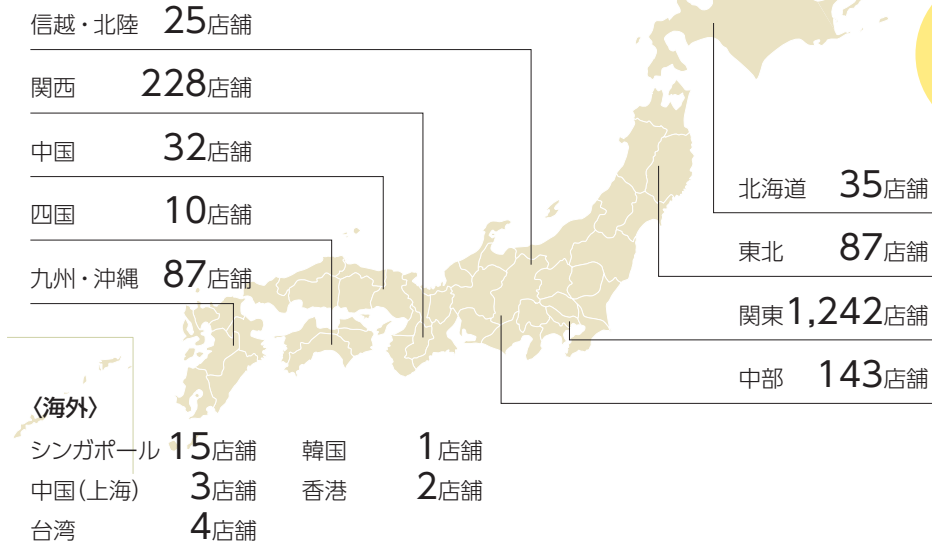 信越・北陸 25店舗
関西 228店舗
中国 32店舗
四国 10店舗
九州・沖縄 87店舗
北海道 35店舗
東北 87店舗
関東 1,242店舗
中部 143店舗
〈海外〉
シンガポール 15店舗 韓国 1店舗
中国(上海) 3店舗 香港 2店舗
台湾 4店舗